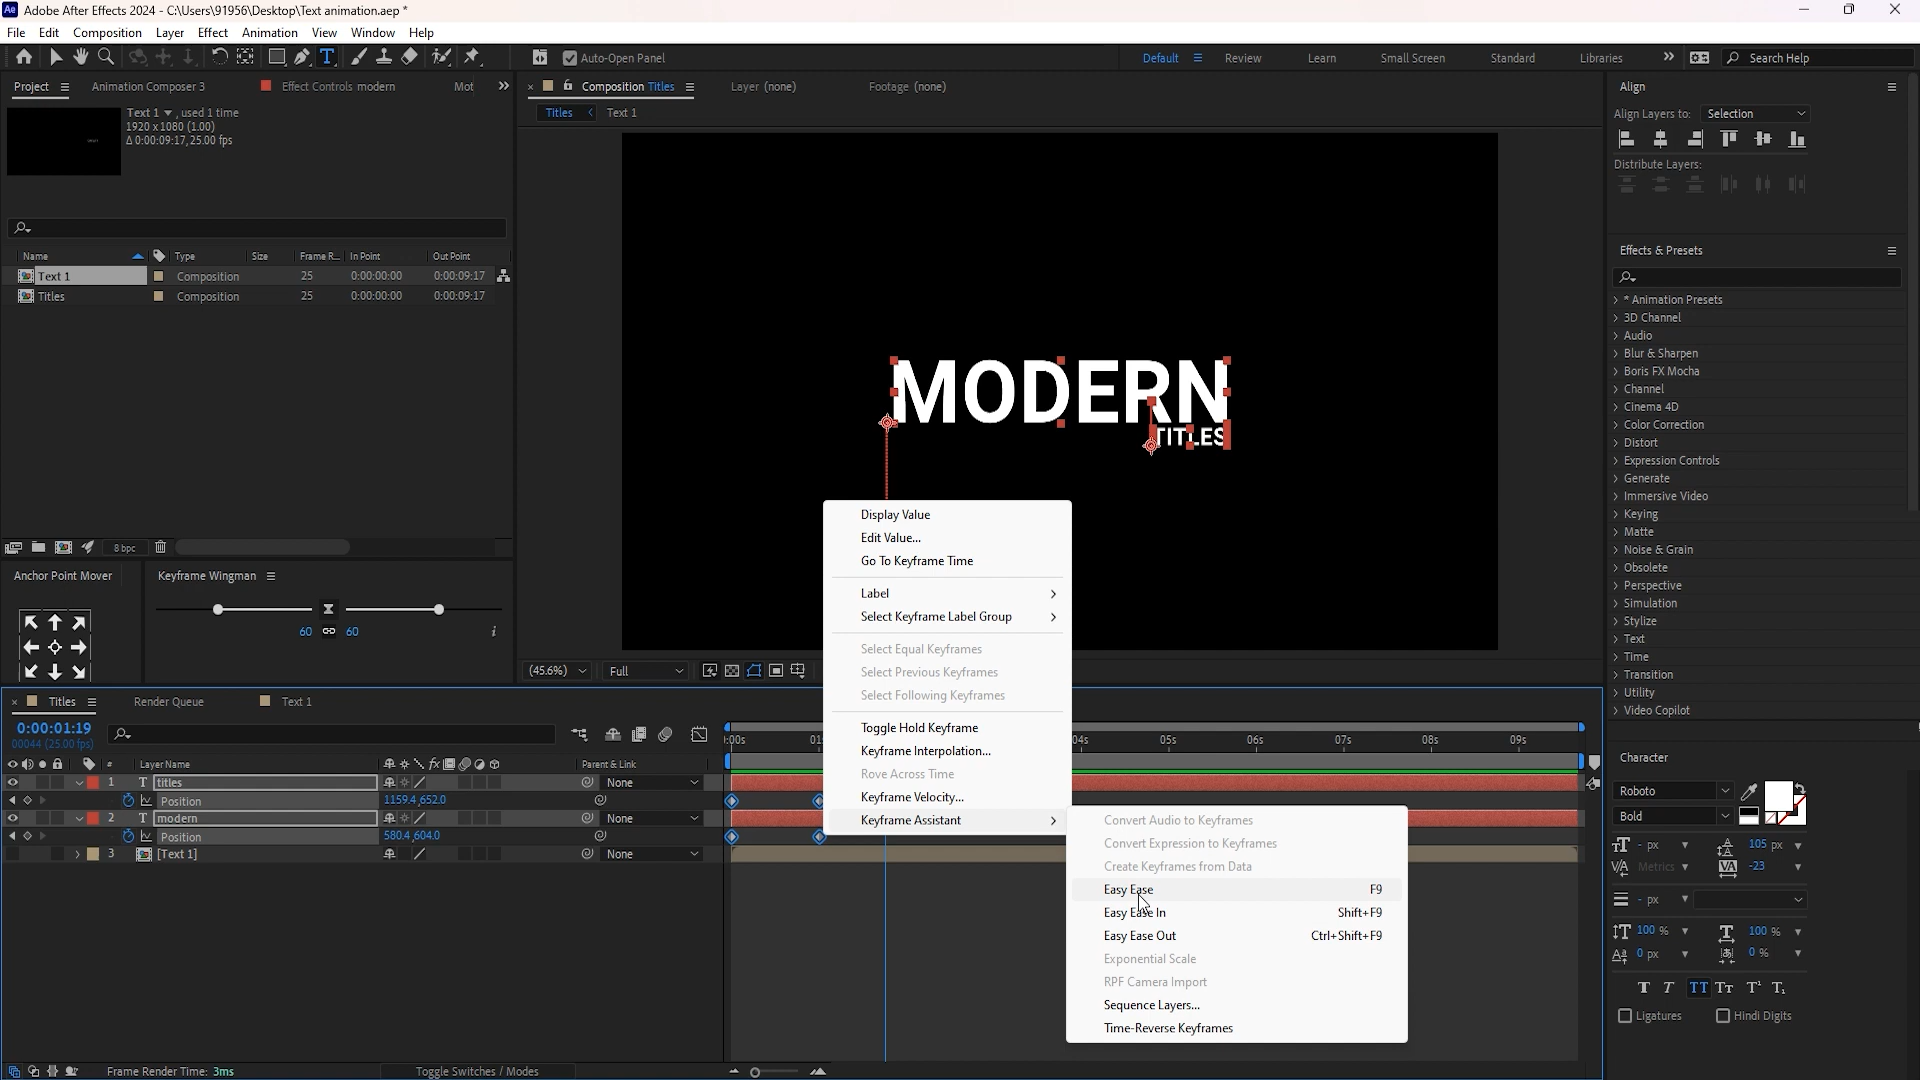 Ae Adobe After Effects 2024 - C:\Users\91956\Desktop\Text animation.aep *
File Edit Composition Layer Effect Animation View Window Help
Auto-Open Panel Default Review Learn Small Screen Standard Libraries Search Help
Project Animation Composer 3 Effect Controls modern Mot
Composition Titles Layer (none) Footage (none)
Titles Text 1
Text 1, used 1 time
1920 x 1080 (1.00)
Δ 0:00:09:17, 25.00 fps
Name Type Size Frame R... In Point Out Point
Text 1 Composition 25 0:00:00:00 0:00:09:17
Titles Composition 25 0:00:00:00 0:00:09:17
8 bpc
Anchor Point Mover Keyframe Wingman
60 60
MODERN
TITLES
(45.6%) Full
Display Value
Edit Value...
Go To Keyframe Time
Label
Select Keyframe Label Group
Select Equal Keyframes
Select Previous Keyframes
Select Following Keyframes
Toggle Hold Keyframe
Keyframe Interpolation...
Rove Across Time
Keyframe Velocity...
Keyframe Assistant
Convert Audio to Keyframes
Convert Expression to Keyframes
Create Keyframes from Data
Easy Ease F9
Easy Ease In Shift+F9
Easy Ease Out Ctrl+Shift+F9
Exponential Scale
RPF Camera Import
Sequence Layers...
Time-Reverse Keyframes
Titles Render Queue Text 1
0:00:01:19
00044 (25.00 fps)
:00s 01 04s 05s 06s 07s 08s 09s
# Layer Name Parent & Link
1 T titles None
Position 1159.4,652.0
2 T modern None
Position 580.4,604.0
3 [Text 1] None
Frame Render Time: 3ms Toggle Switches / Modes
Align
Align Layers to: Selection
Distribute Layers:
Effects & Presets
* Animation Presets
3D Channel
Audio
Blur & Sharpen
Boris FX Mocha
Channel
Cinema 4D
Color Correction
Distort
Expression Controls
Generate
Immersive Video
Keying
Matte
Noise & Grain
Obsolete
Perspective
Simulation
Stylize
Text
Time
Transition
Utility
Video Copilot
Character
Roboto
Bold
- px 105 px
Metrics -23
- px
100 % 100 %
0 px 0 %
T T TT Tt T¹ T₁
Ligatures Hindi Digits